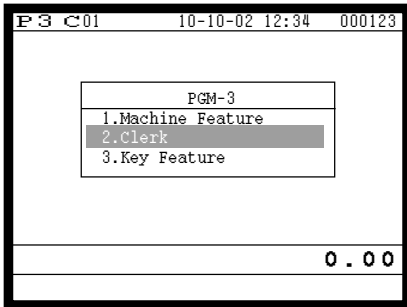 P3 C01 10-10-02 12:34 000123
PGM-3
1.Machine Feature
2.Clerk
3.Key Feature
0.00